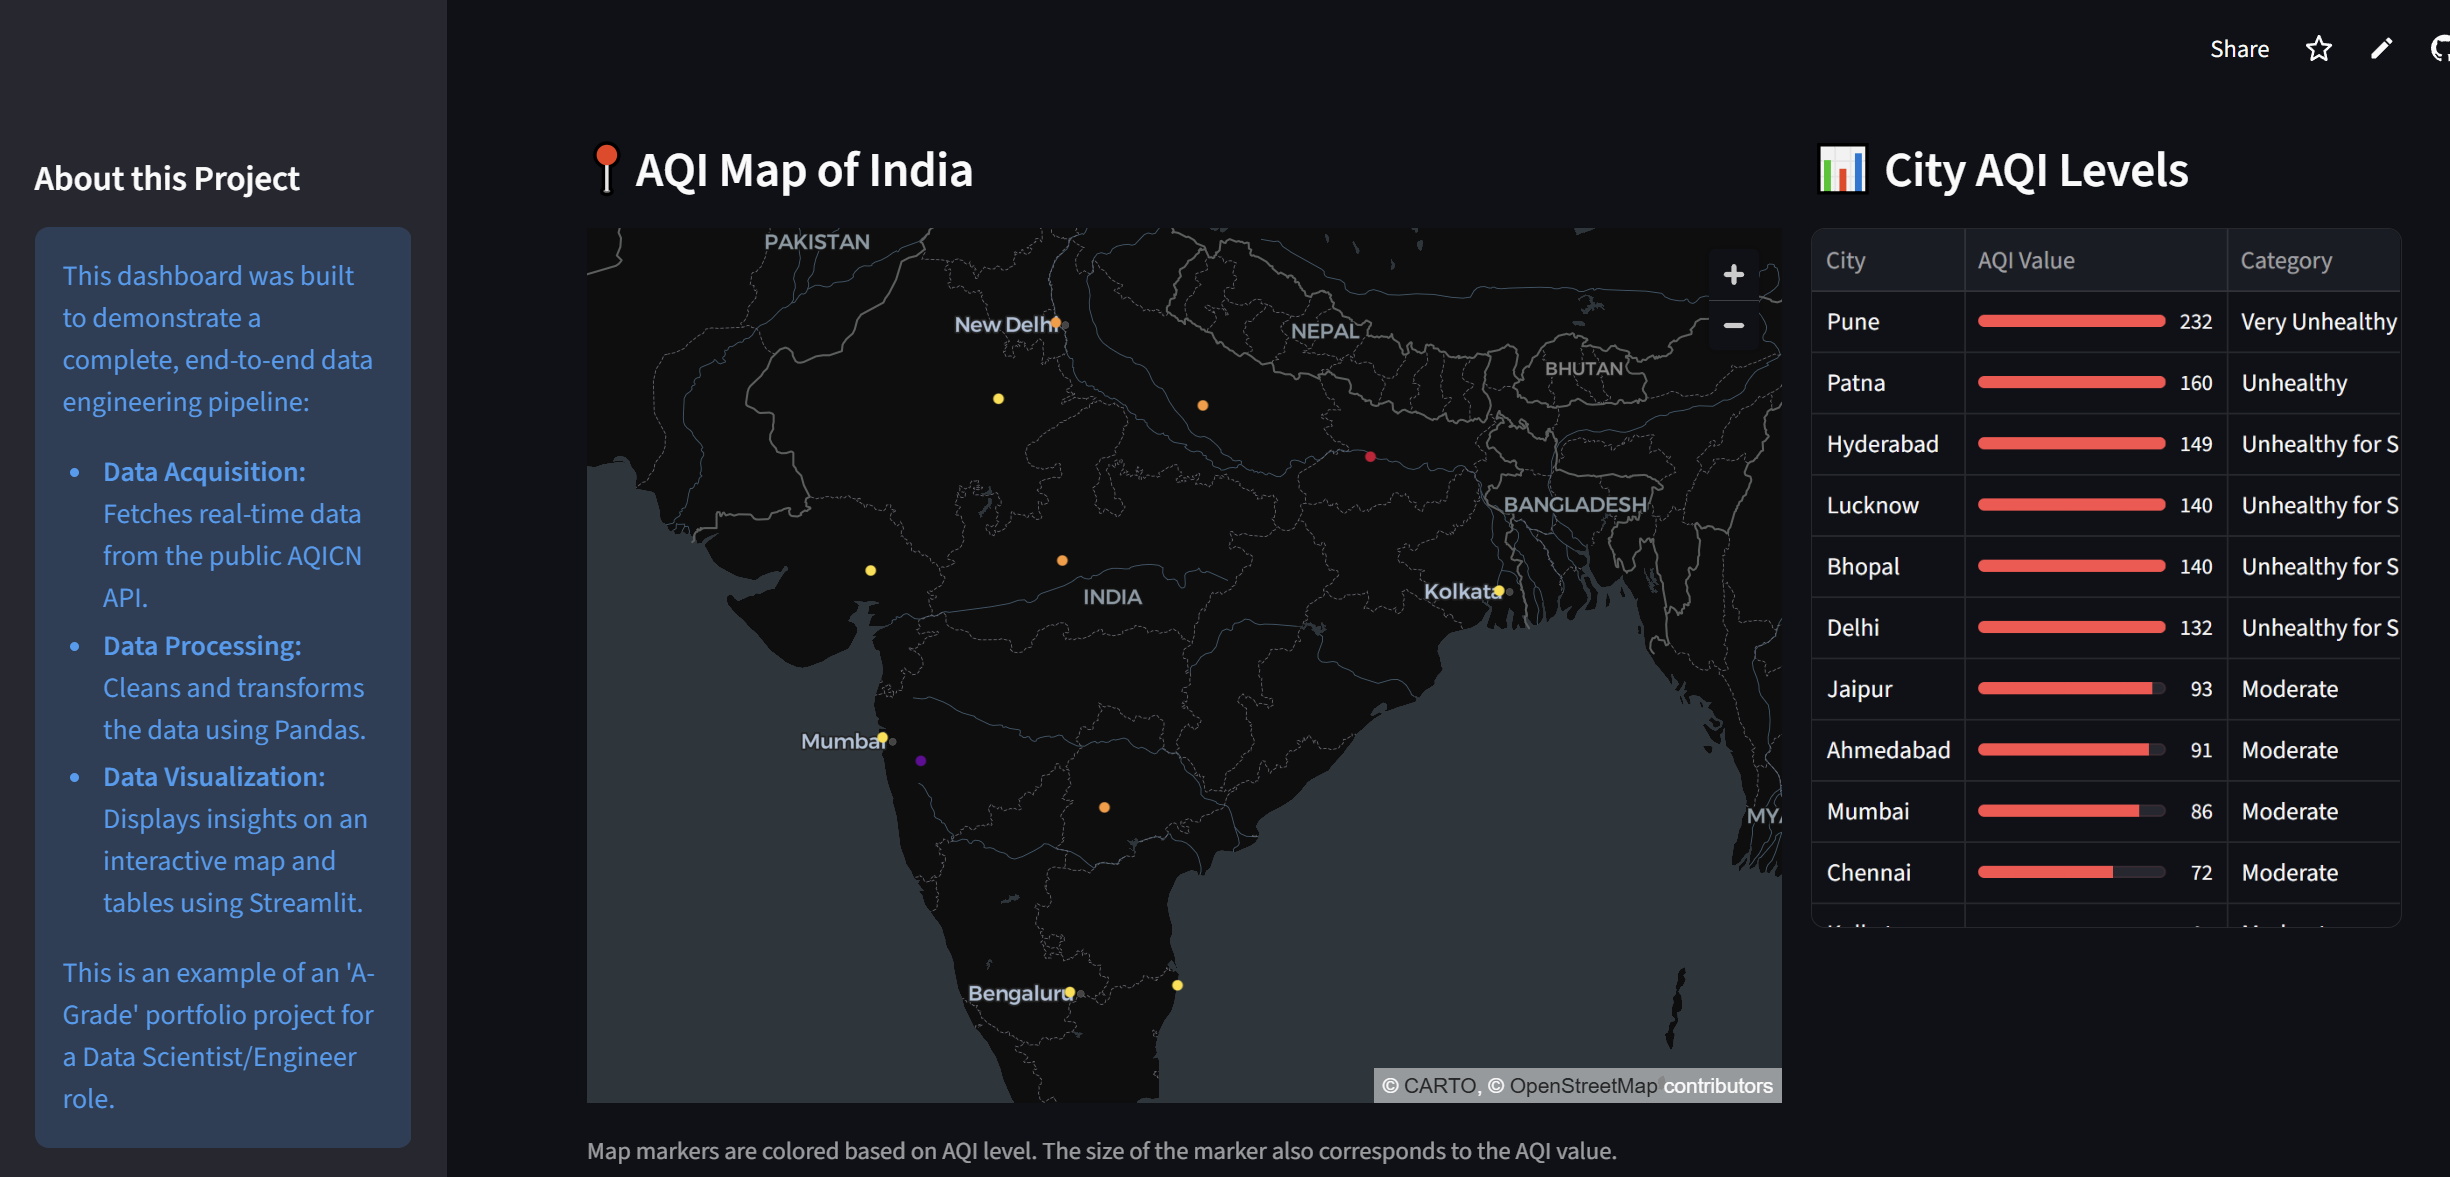 Share
About this Project
This dashboard was built
to demonstrate a
complete, end-to-end data
engineering pipeline:
• Data Acquisition:
Fetches real-time data
from the public AQICN
API.
• Data Processing:
Cleans and transforms
the data using Pandas.
• Data Visualization:
Displays insights on an
interactive map and
tables using Streamlit.
This is an example of an 'A-
Grade' portfolio project for
a Data Scientist/Engineer
role.
AQI Map of India
PAKISTAN
New Delhi
NEPAL
BHUTAN
BANGLADESH
INDIA
Kolkata
Mumbai
MYA
Bengaluru
+
−
© CARTO, © OpenStreetMap contributors
Map markers are colored based on AQI level. The size of the marker also corresponds to the AQI value.
City AQI Levels
City AQI Value Category
Pune 232 Very Unhealthy
Patna 160 Unhealthy
Hyderabad 149 Unhealthy for S
Lucknow 140 Unhealthy for S
Bhopal 140 Unhealthy for S
Delhi 132 Unhealthy for S
Jaipur 93 Moderate
Ahmedabad 91 Moderate
Mumbai 86 Moderate
Chennai 72 Moderate